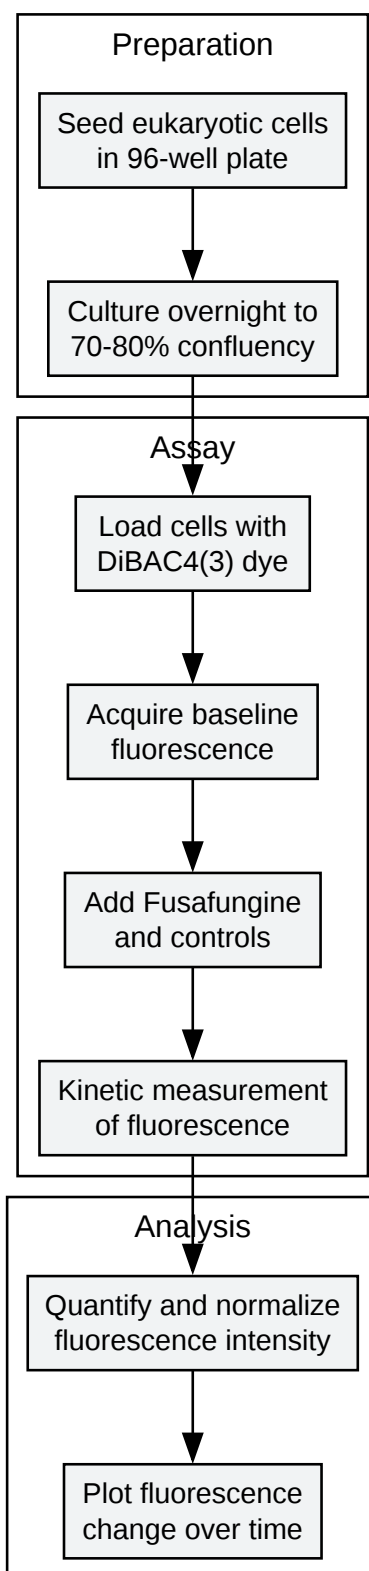 Preparation
Seed eukaryotic cells
in 96-well plate
Culture overnight to
70-80% confluency
Assay
Load cells with
DiBAC4(3) dye
Acquire baseline
fluorescence
Add Fusafungine
and controls
Kinetic measurement
of fluorescence
Analysis
Quantify and normalize
fluorescence intensity
Plot fluorescence
change over time